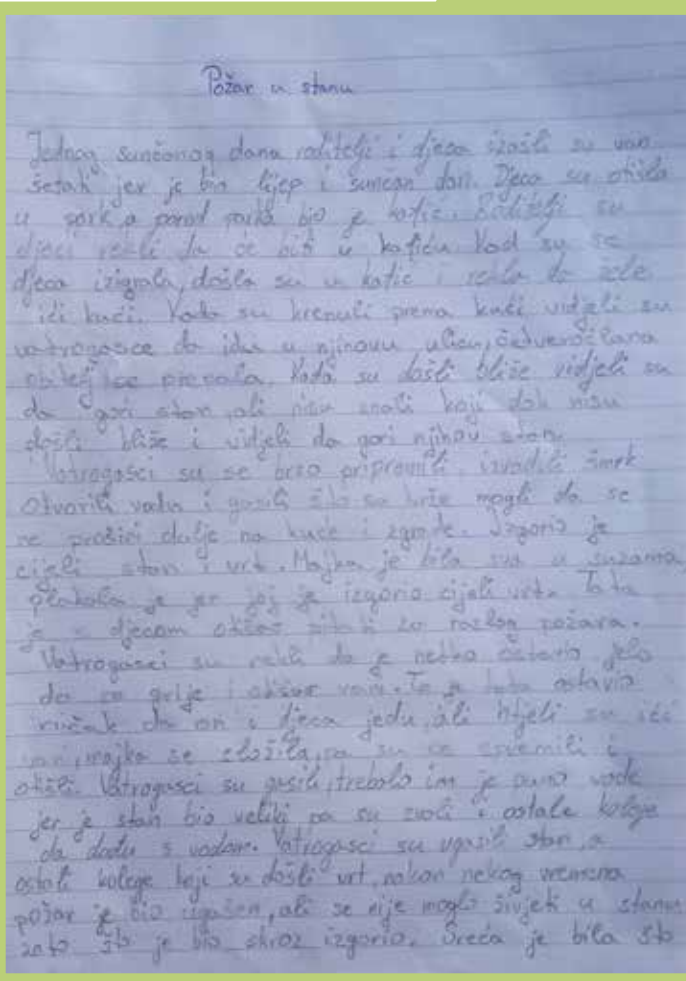 Požar u stanu
Jednog sunčanog dana roditelji i djeca izašli su van
šetati jer je bio lijep i sunčan dan. Djeca su otišla
u park, a pored parka bio je kafić. Roditelji su
djeci rekli da će biti u kafiću. Kad su se
djeca izigrala, došla su u kafić i rekla da žele
ići kući. Kada su krenuli prema kući vidjeli su
vatrogasce da idu u njihovu ulicu, četveročlana
obitelj se prepala. Kada su došli bliže vidjeli su
da gori stan, ali nisu znali koji dok nisu
došli bliže i vidjeli da gori njihov stan.
Vatrogasci su se brzo pripremili, izvadili šmrk
otvorili vodu i gasili što su brže mogli da se
ne proširi dalje na kuće i zgrade. Izgorio je
cijeli stan i vrt. Majka je bila sva u suzama,
plakala je jer joj je izgorio cijeli vrt. Tata
je s djecom otišao pitati za razlog požara.
Vatrogasci su rekli da je netko ostavio jelo
da se grije i otišao van. To je tata ostavio
ručak da on i djeca jedu, ali htjeli su ići
van, majka se složila, pa su se spremili i
otišli. Vatrogasci su gasili, trebalo im je puno vode
jer je stan bio veliki pa su zvali i ostale kolege
da dođu s vodom. Vatrogasci su ugasili stan, a
ostali kolege koji su došli vrt, nakon nekog vremena
požar je bio ugašen, ali se nije moglo živjeti u stanu
zato što je bio skroz izgorio. Sreća je bila što